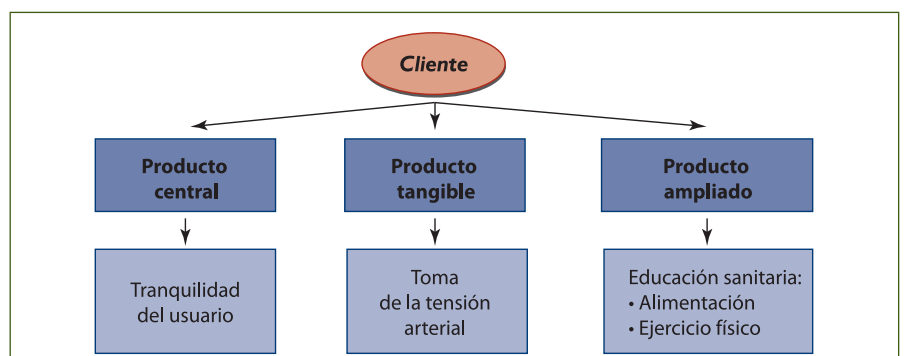 Cliente
Producto
central
Producto
tangible
Producto
ampliado
Tranquilidad
del usuario
Toma
de la tensión
arterial
Educación sanitaria:
• Alimentación
• Ejercicio físico